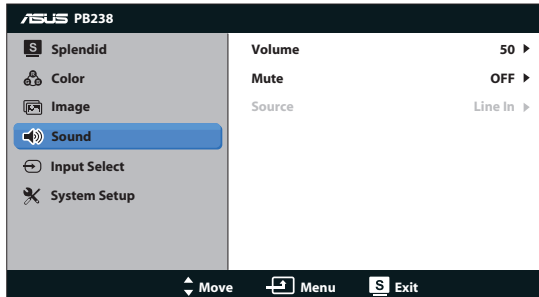 ASUS PB238
S Splendid
Color
Image
Sound
Input Select
System Setup
Volume 50
Mute OFF
Source Line In
Move Menu S Exit